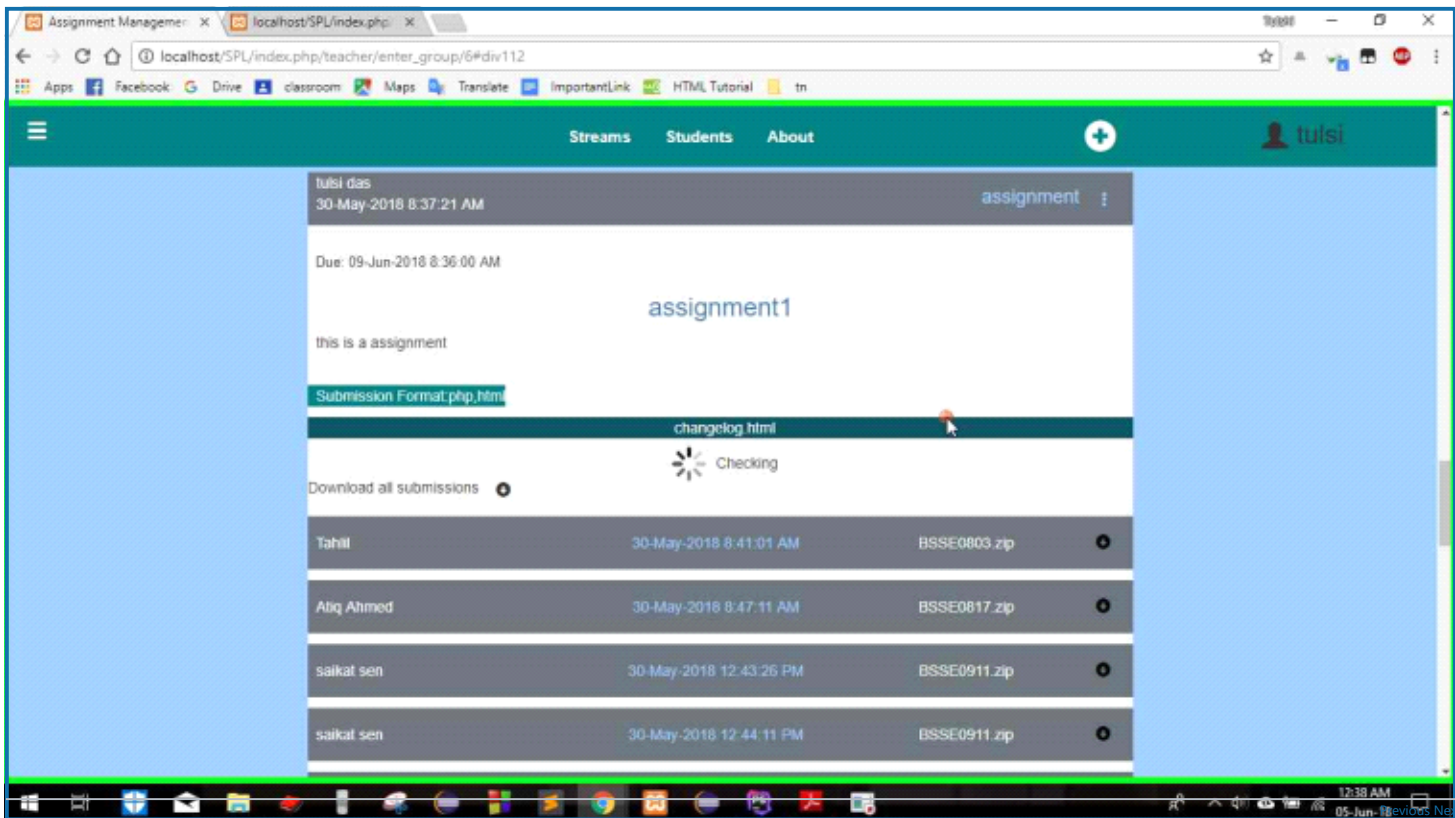 Assignment Managemen
localhost/SPL/index.php
localhost/SPL/index.php/teacher/enter_group/6#div112
Apps Facebook G Drive classroom Maps Translate ImportantLink HTML Tutorial tn
Streams Students About tulsi
tulsi das
30-May-2018 8:37:21 AM
assignment
Due: 09-Jun-2018 8:36:00 AM
assignment1
this is a assignment
Submission Format:php,html
changelog.html
Checking
Download all submissions
Tahlil 30-May-2018 8:41:01 AM BSSE0803.zip
Atiq Ahmed 30-May-2018 8:47:11 AM BSSE0817.zip
saikat sen 30-May-2018 12:43:26 PM BSSE0911.zip
saikat sen 30-May-2018 12:44:11 PM BSSE0911.zip
12:38 AM
05-Jun-18